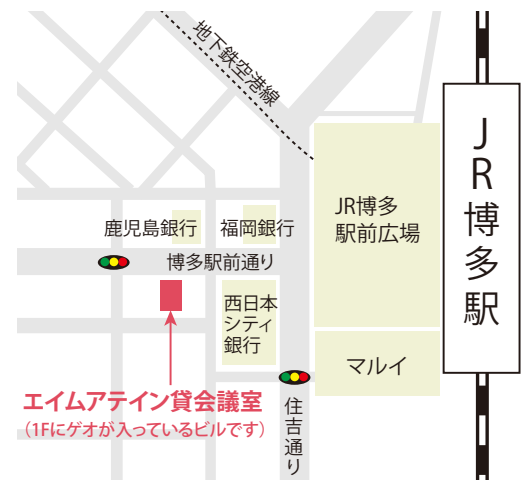 地下鉄空港線
JR博多駅
JR博多
駅前広場
鹿児島銀行
福岡銀行
博多駅前通り
西日本
シティ
銀行
マルイ
エイムアテイン貸会議室
(1Fにゲオが入っているビルです)
住吉通り